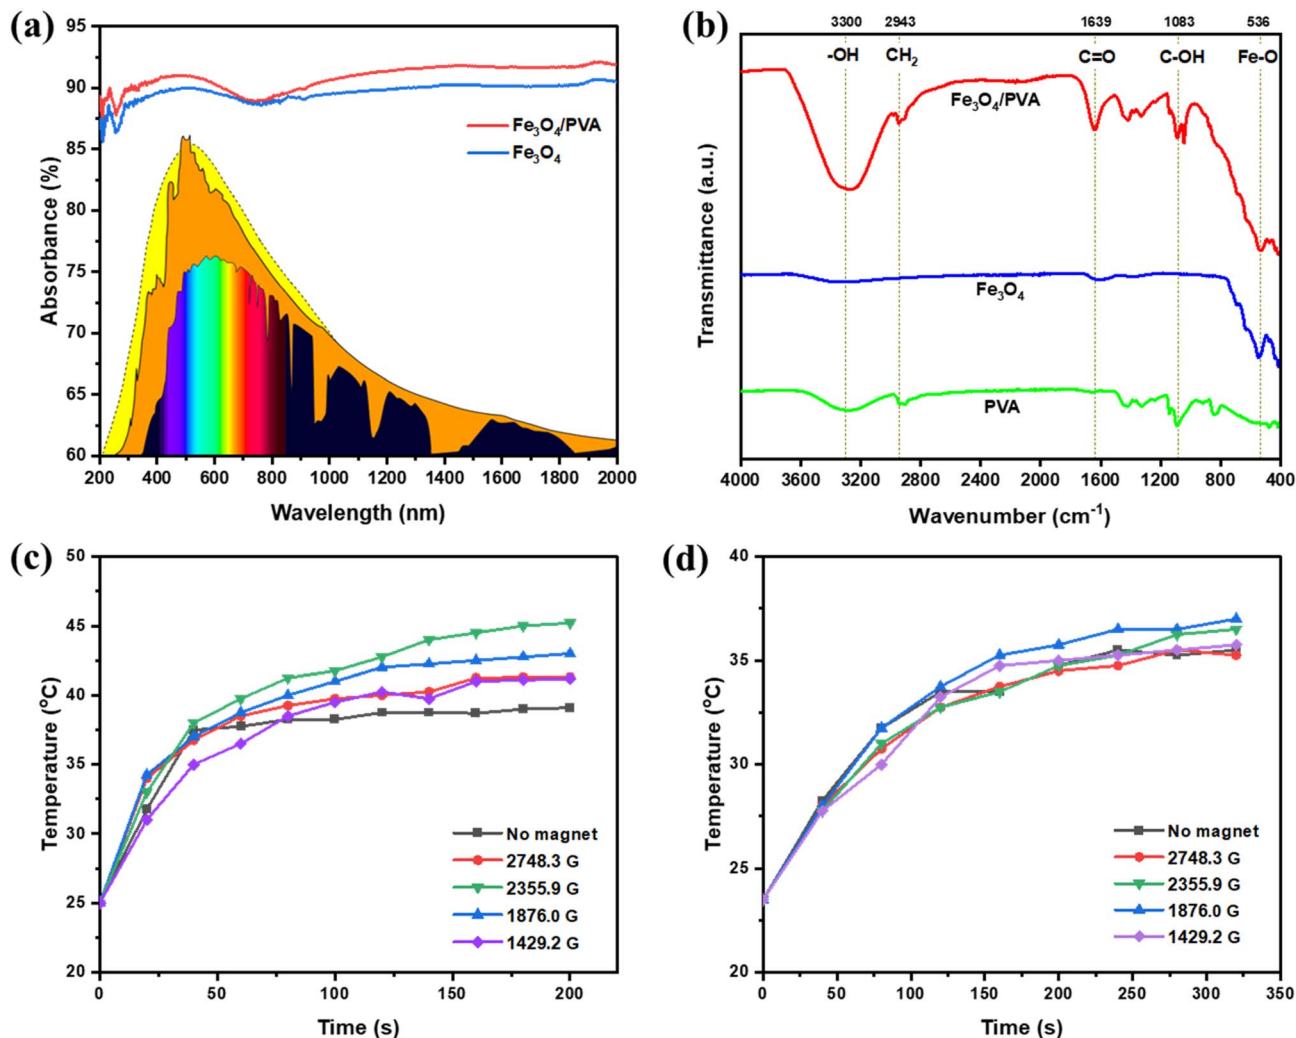 (a)
95
90
85
80
75
70
65
60
Absorbance (%)
Fe₃O₄/PVA
Fe₃O₄
200 400 600 800 1000 1200 1400 1600 1800 2000
Wavelength (nm)
(b)
3300 2943 1639 1083 536
-OH CH₂ C=O C-OH Fe-O
Fe₃O₄/PVA
Fe₃O₄
PVA
Transmittance (a.u.)
4000 3600 3200 2800 2400 2000 1600 1200 800 400
Wavenumber (cm⁻¹)
(c)
50
45
40
35
30
25
20
Temperature (°C)
No magnet
2748.3 G
2355.9 G
1876.0 G
1429.2 G
0 50 100 150 200
Time (s)
(d)
40
35
30
25
20
Temperature (°C)
No magnet
2748.3 G
2355.9 G
1876.0 G
1429.2 G
0 50 100 150 200 250 300 350
Time (s)